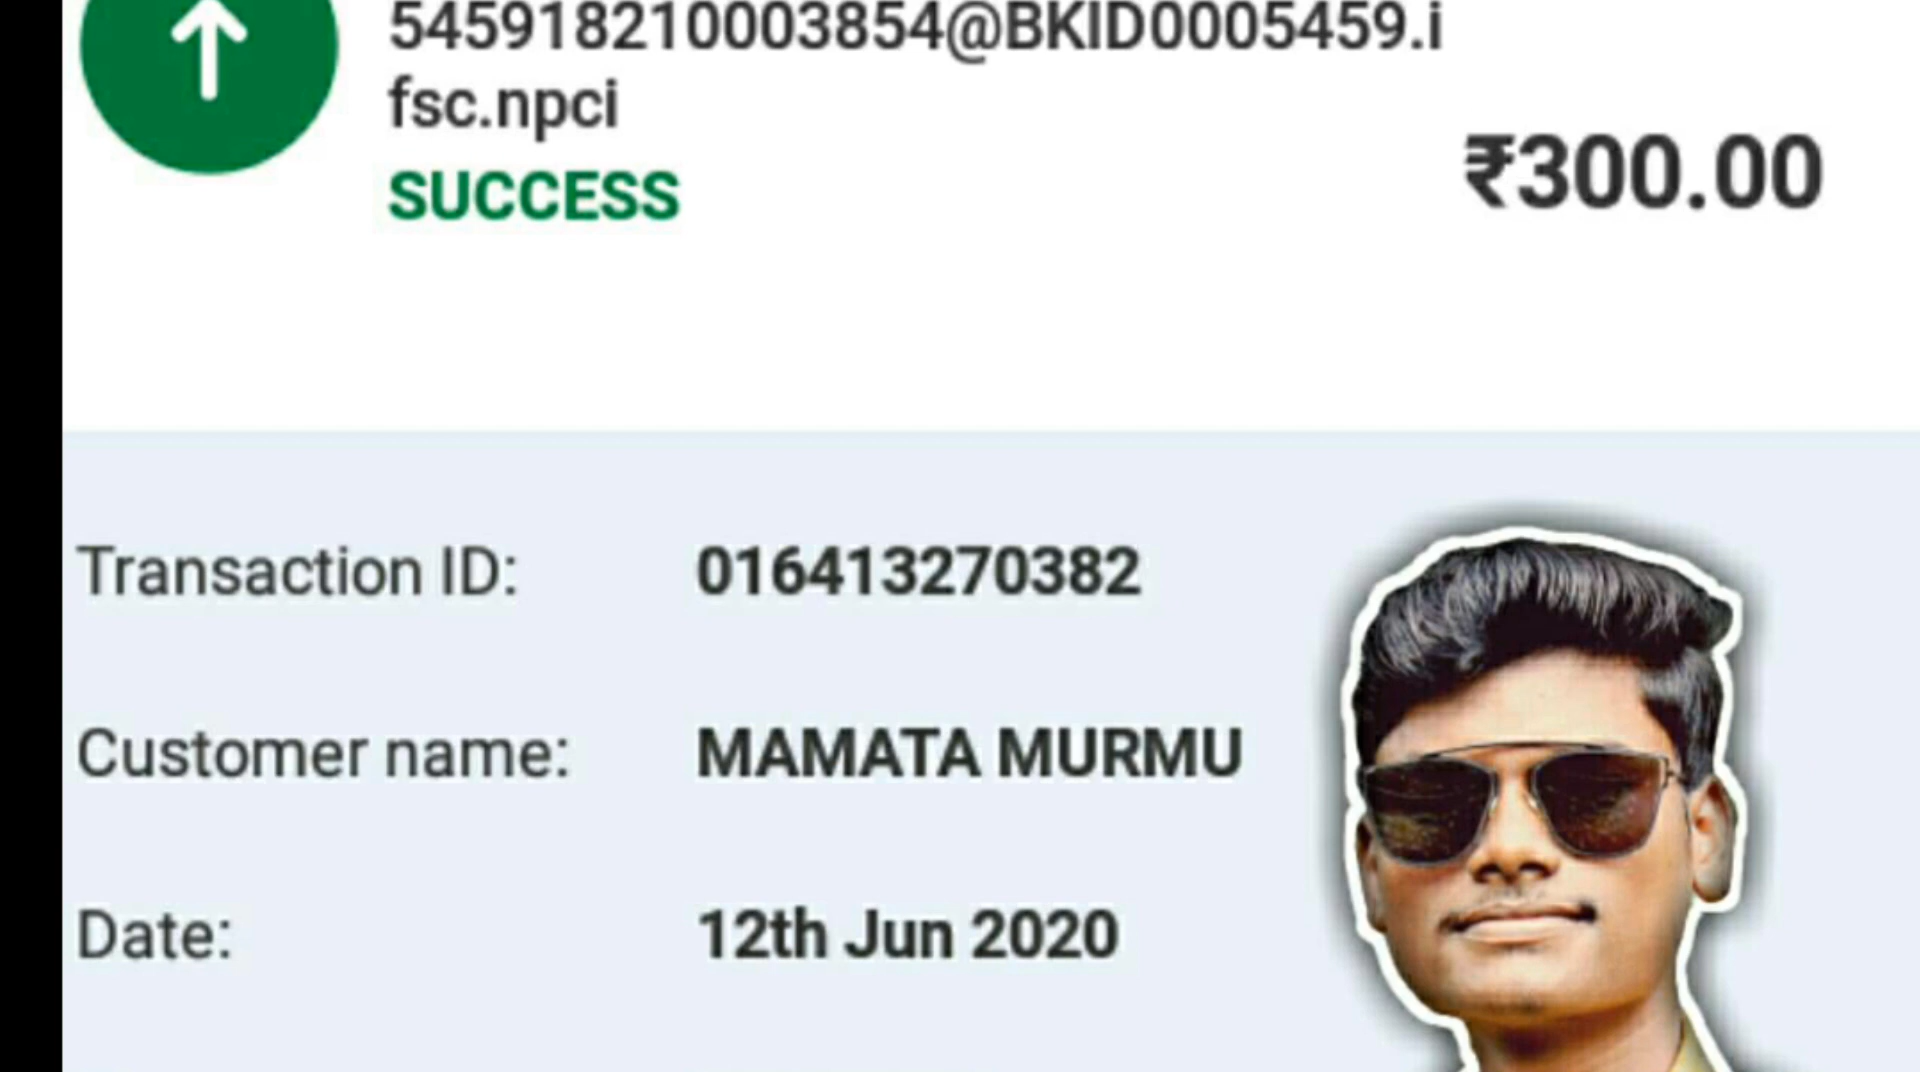 545918210003854@BKID0005459.i
fsc.npci
₹300.00
SUCCESS
Transaction ID: 016413270382
Customer name: MAMATA MURMU
Date: 12th Jun 2020